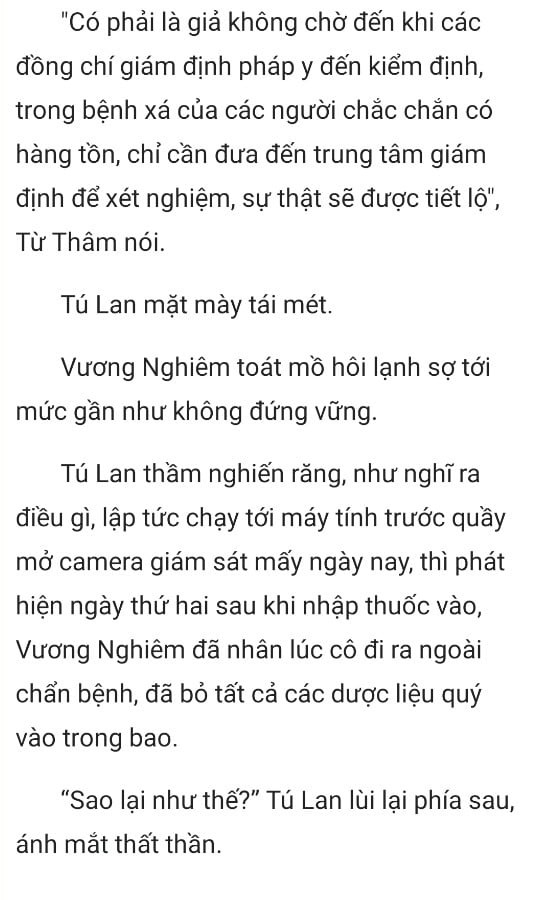 "Có phải là giả không chờ đến khi các
đồng chí giám định pháp y đến kiểm định,
trong bệnh xá của các người chắc chắn có
hàng tồn, chỉ cần đưa đến trung tâm giám
định để xét nghiệm, sự thật sẽ được tiết lộ",
Từ Thâm nói.
Tú Lan mặt mày tái mét.
Vương Nghiêm toát mồ hôi lạnh sợ tới
mức gần như không đứng vững.
Tú Lan thầm nghiến răng, như nghĩ ra
điều gì, lập tức chạy tới máy tính trước quầy
mở camera giám sát mấy ngày nay, thì phát
hiện ngày thứ hai sau khi nhập thuốc vào,
Vương Nghiêm đã nhân lúc cô đi ra ngoài
chẩn bệnh, đã bỏ tất cả các dược liệu quý
vào trong bao.
“Sao lại như thế?” Tú Lan lùi lại phía sau,
ánh mắt thất thần.